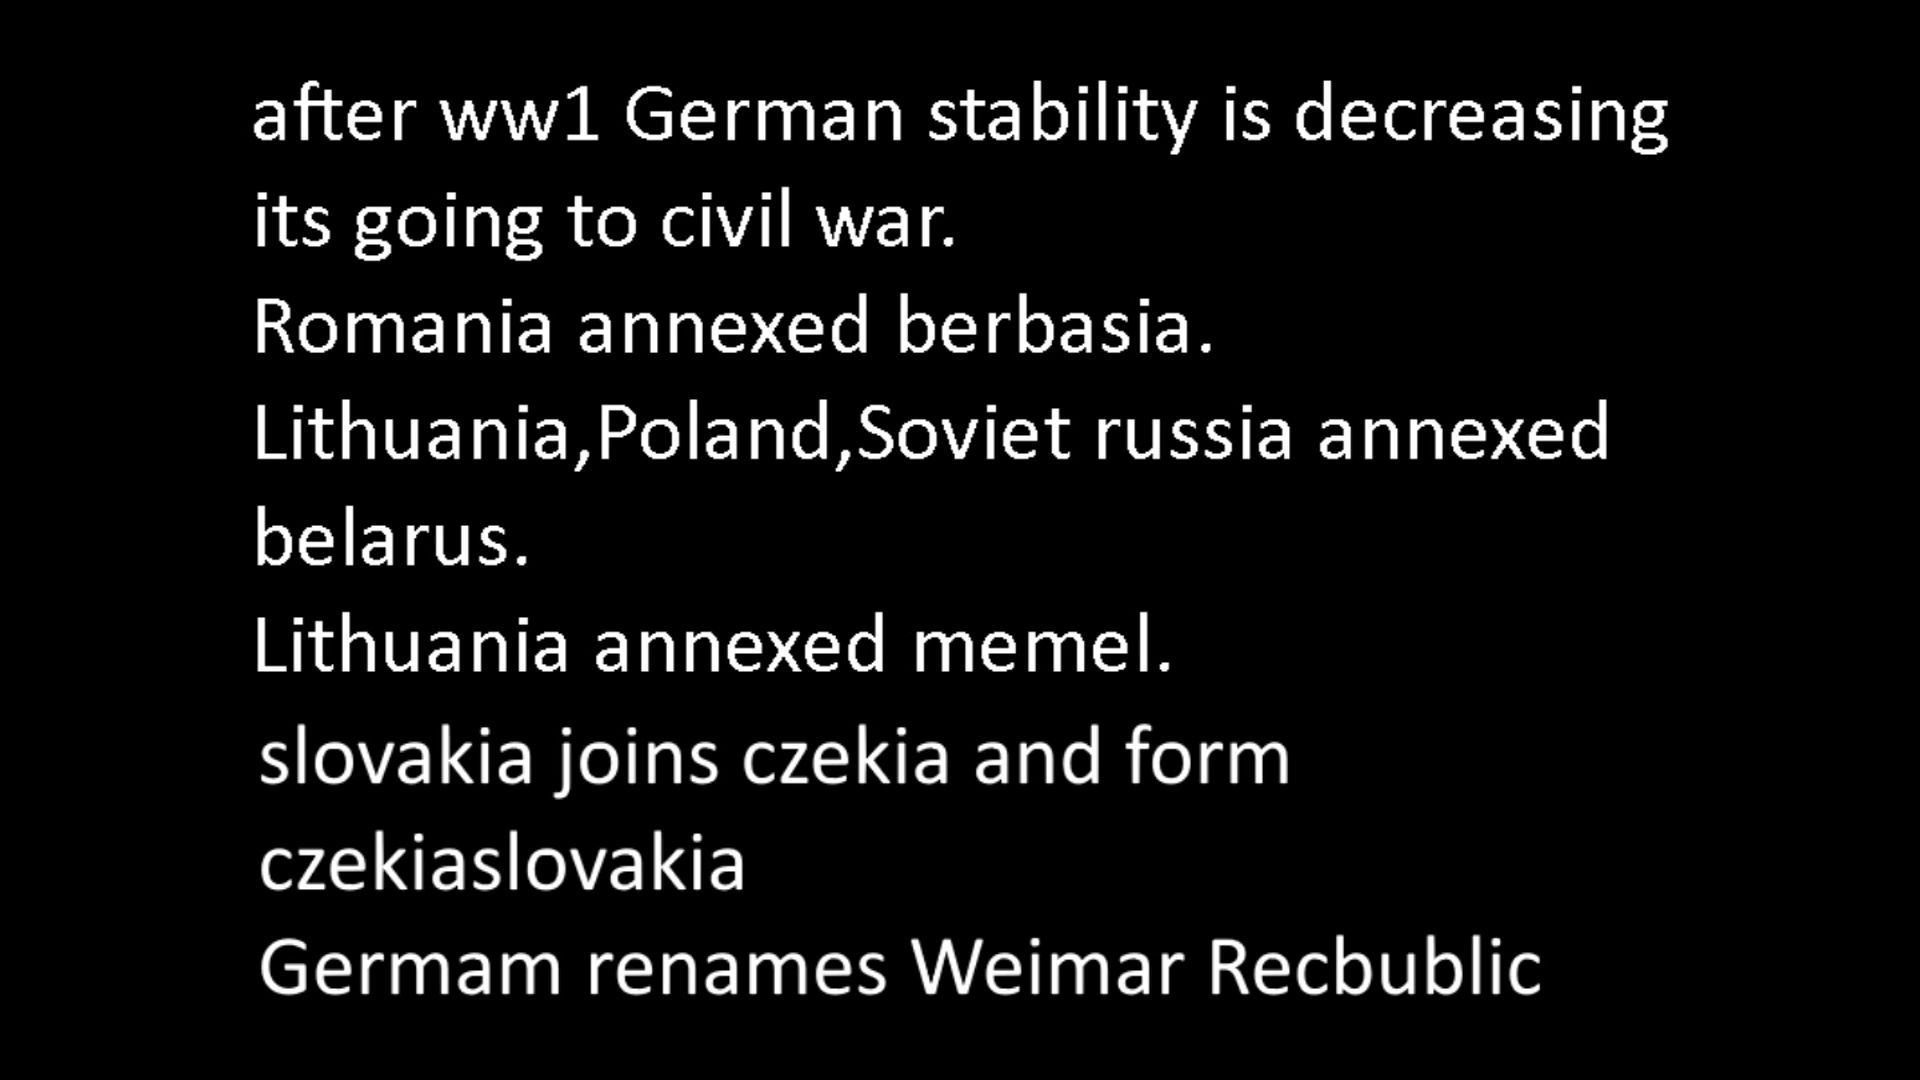 after ww1 German stability is decreasing
its going to civil war.
Romania annexed berbasia.
Lithuania,Poland,Soviet russia annexed
belarus.
Lithuania annexed memel.
slovakia joins czekia and form
czekiaslovakia
Germam renames Weimar Recbublic